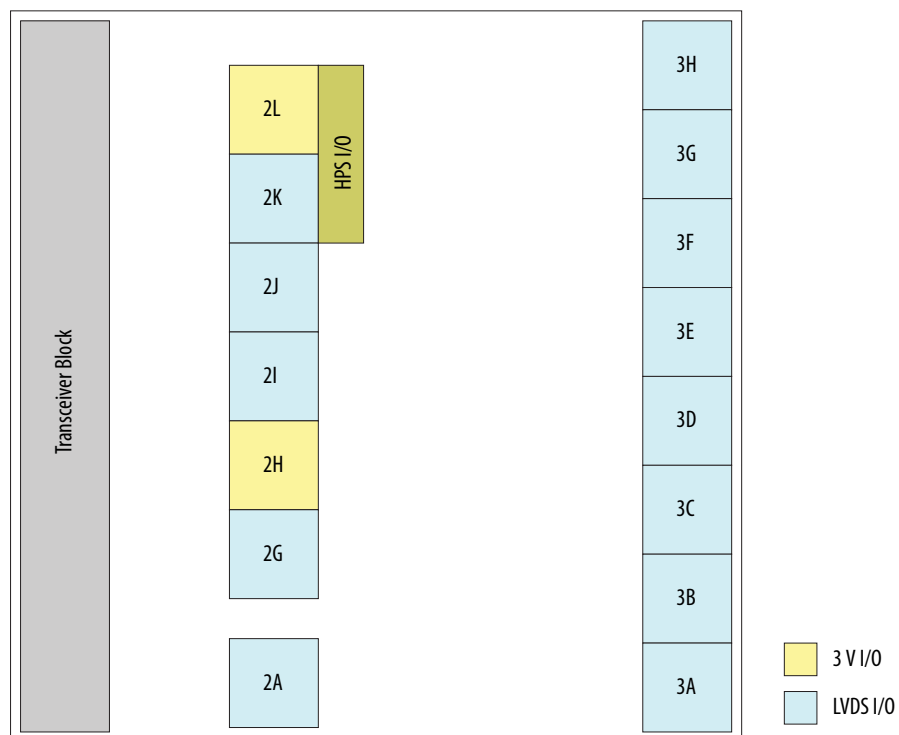 Transceiver Block
2L
2K
2J
2I
2H
2G
2A
HPS I/O
3H
3G
3F
3E
3D
3C
3B
3A
3 V I/O
LVDS I/O